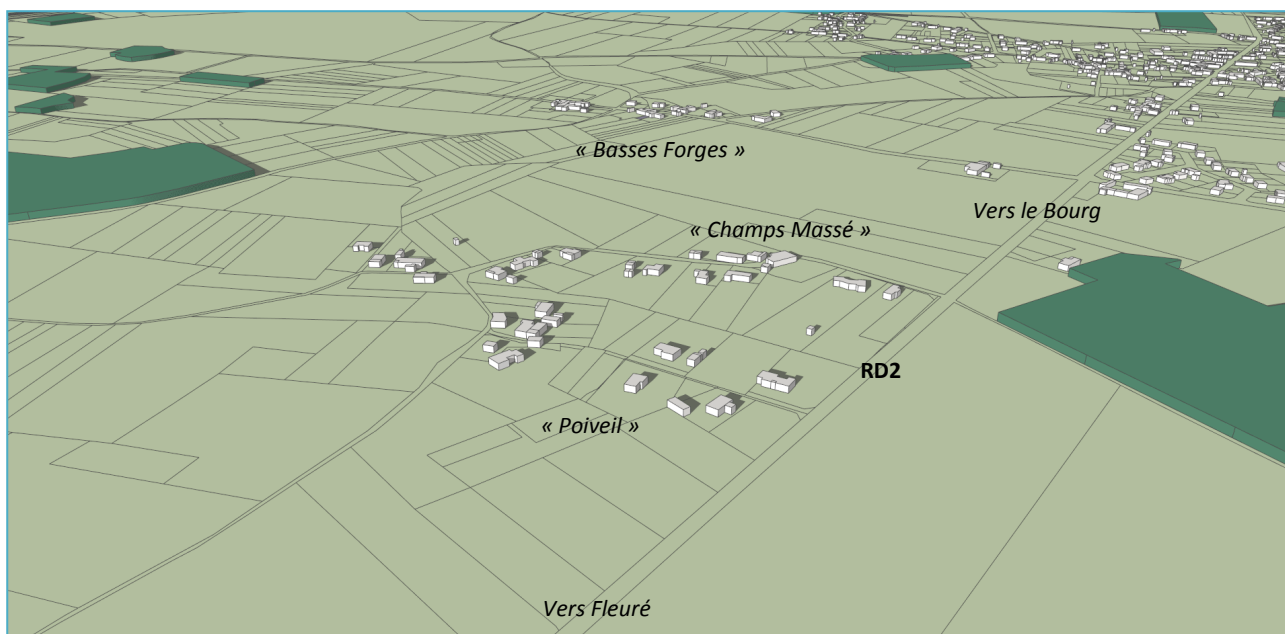 « Basses Forges »
Vers le Bourg
« Champs Massé »
RD2
« Poiveil »
Vers Fleuré